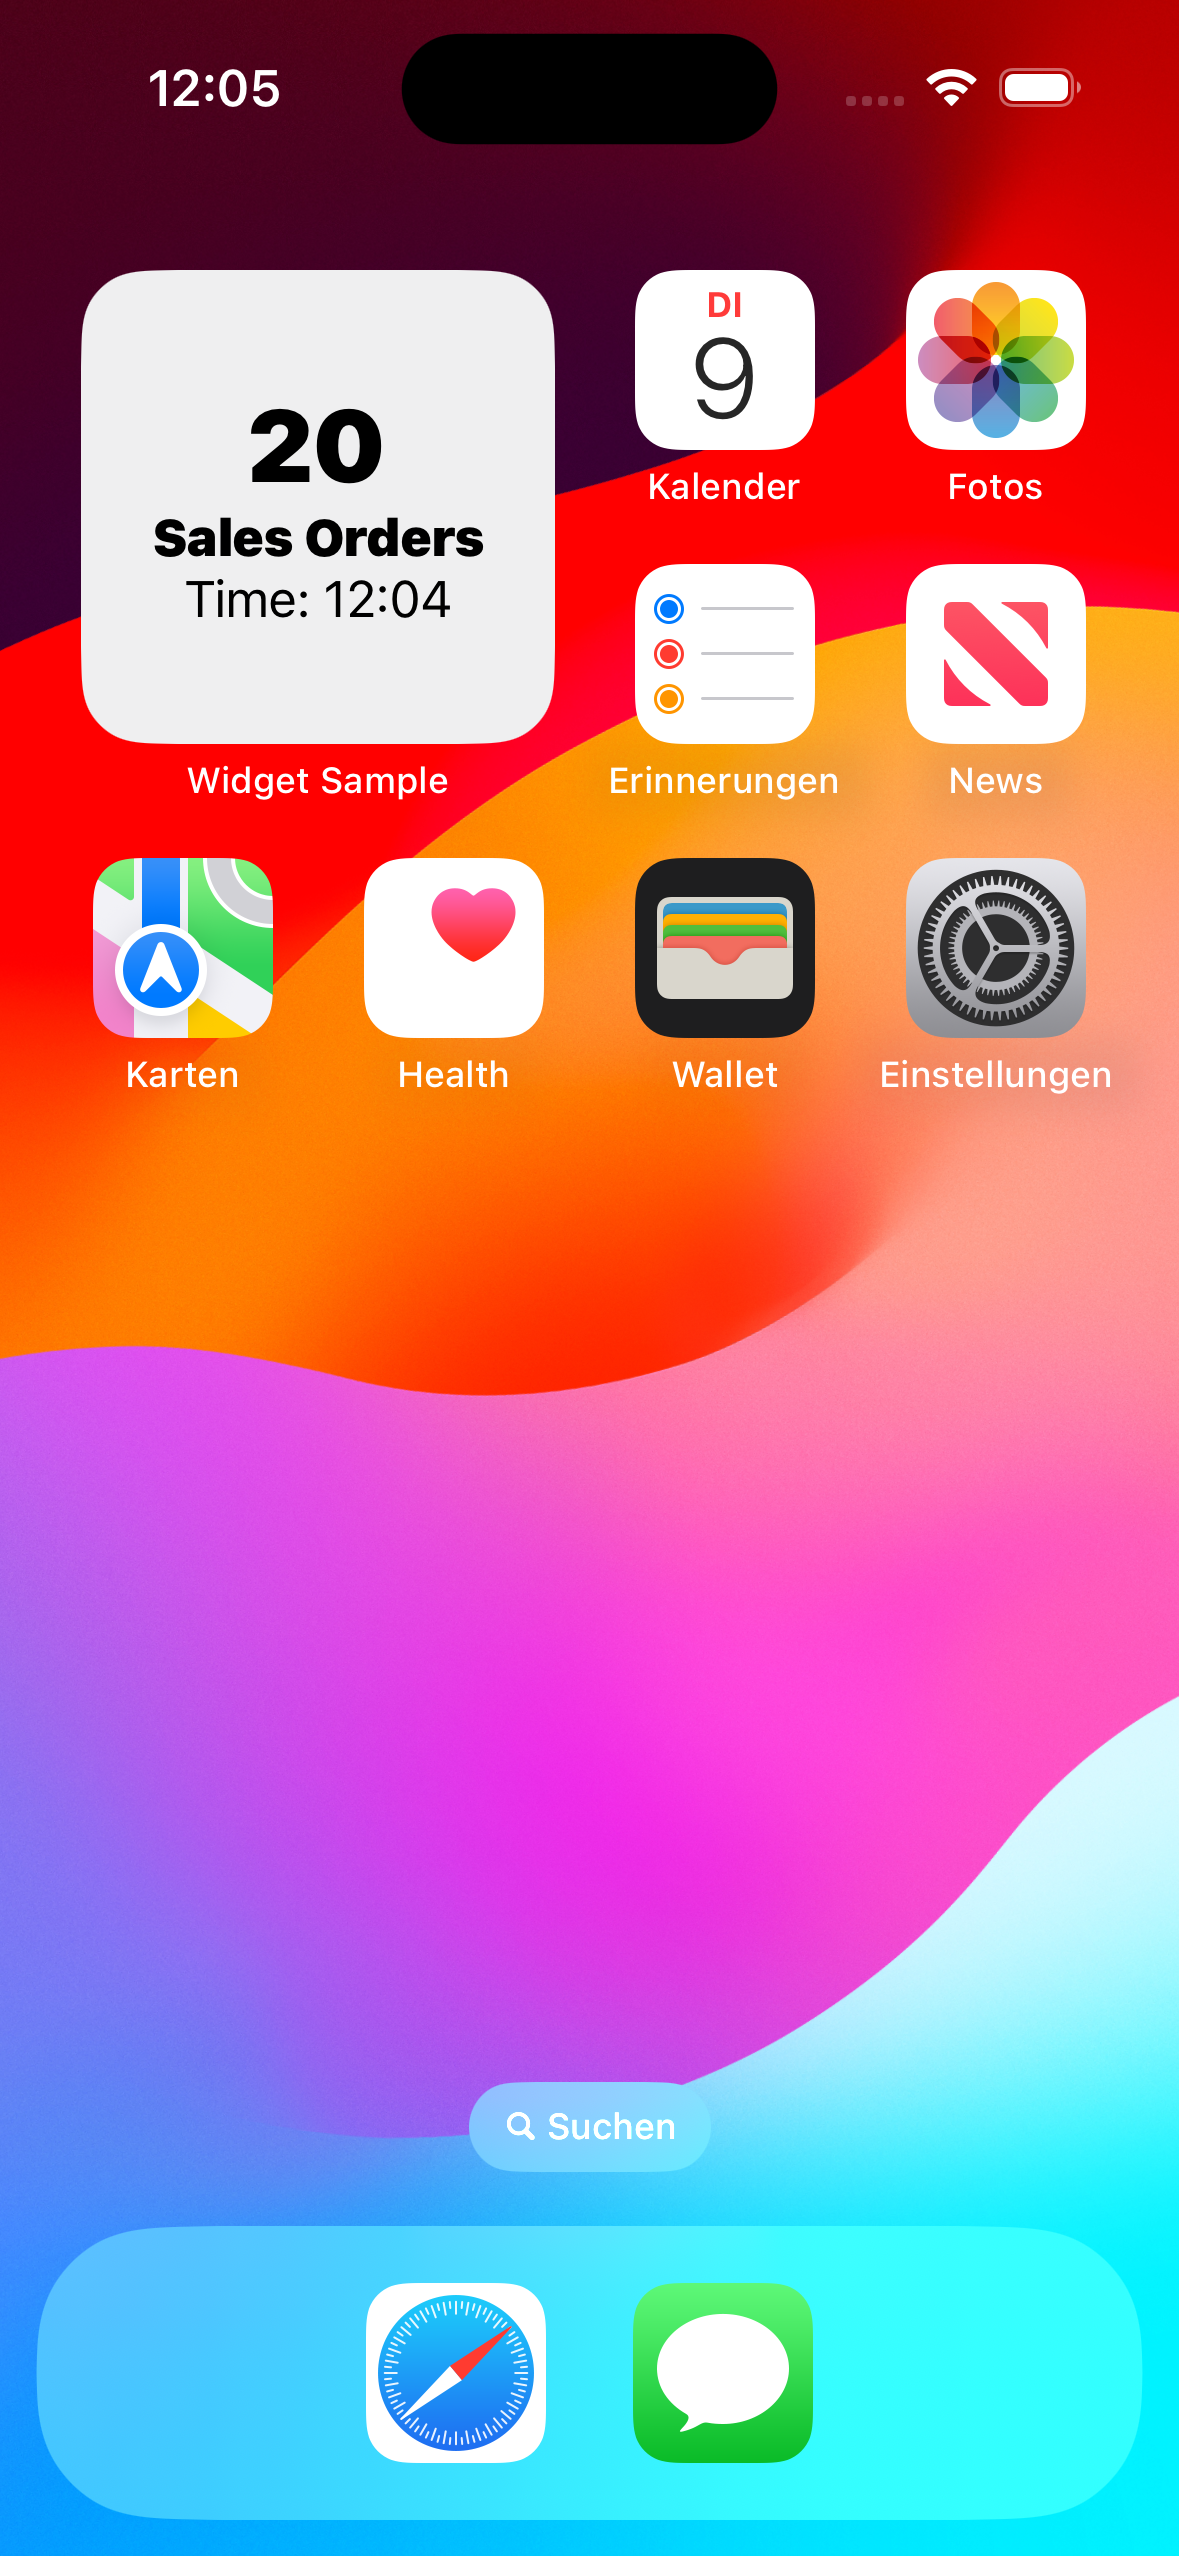 12:05
20
Sales Orders
Time: 12:04
Widget Sample
DI
9
Kalender
Fotos
Erinnerungen
News
Karten
Health
Wallet
Einstellungen
Suchen